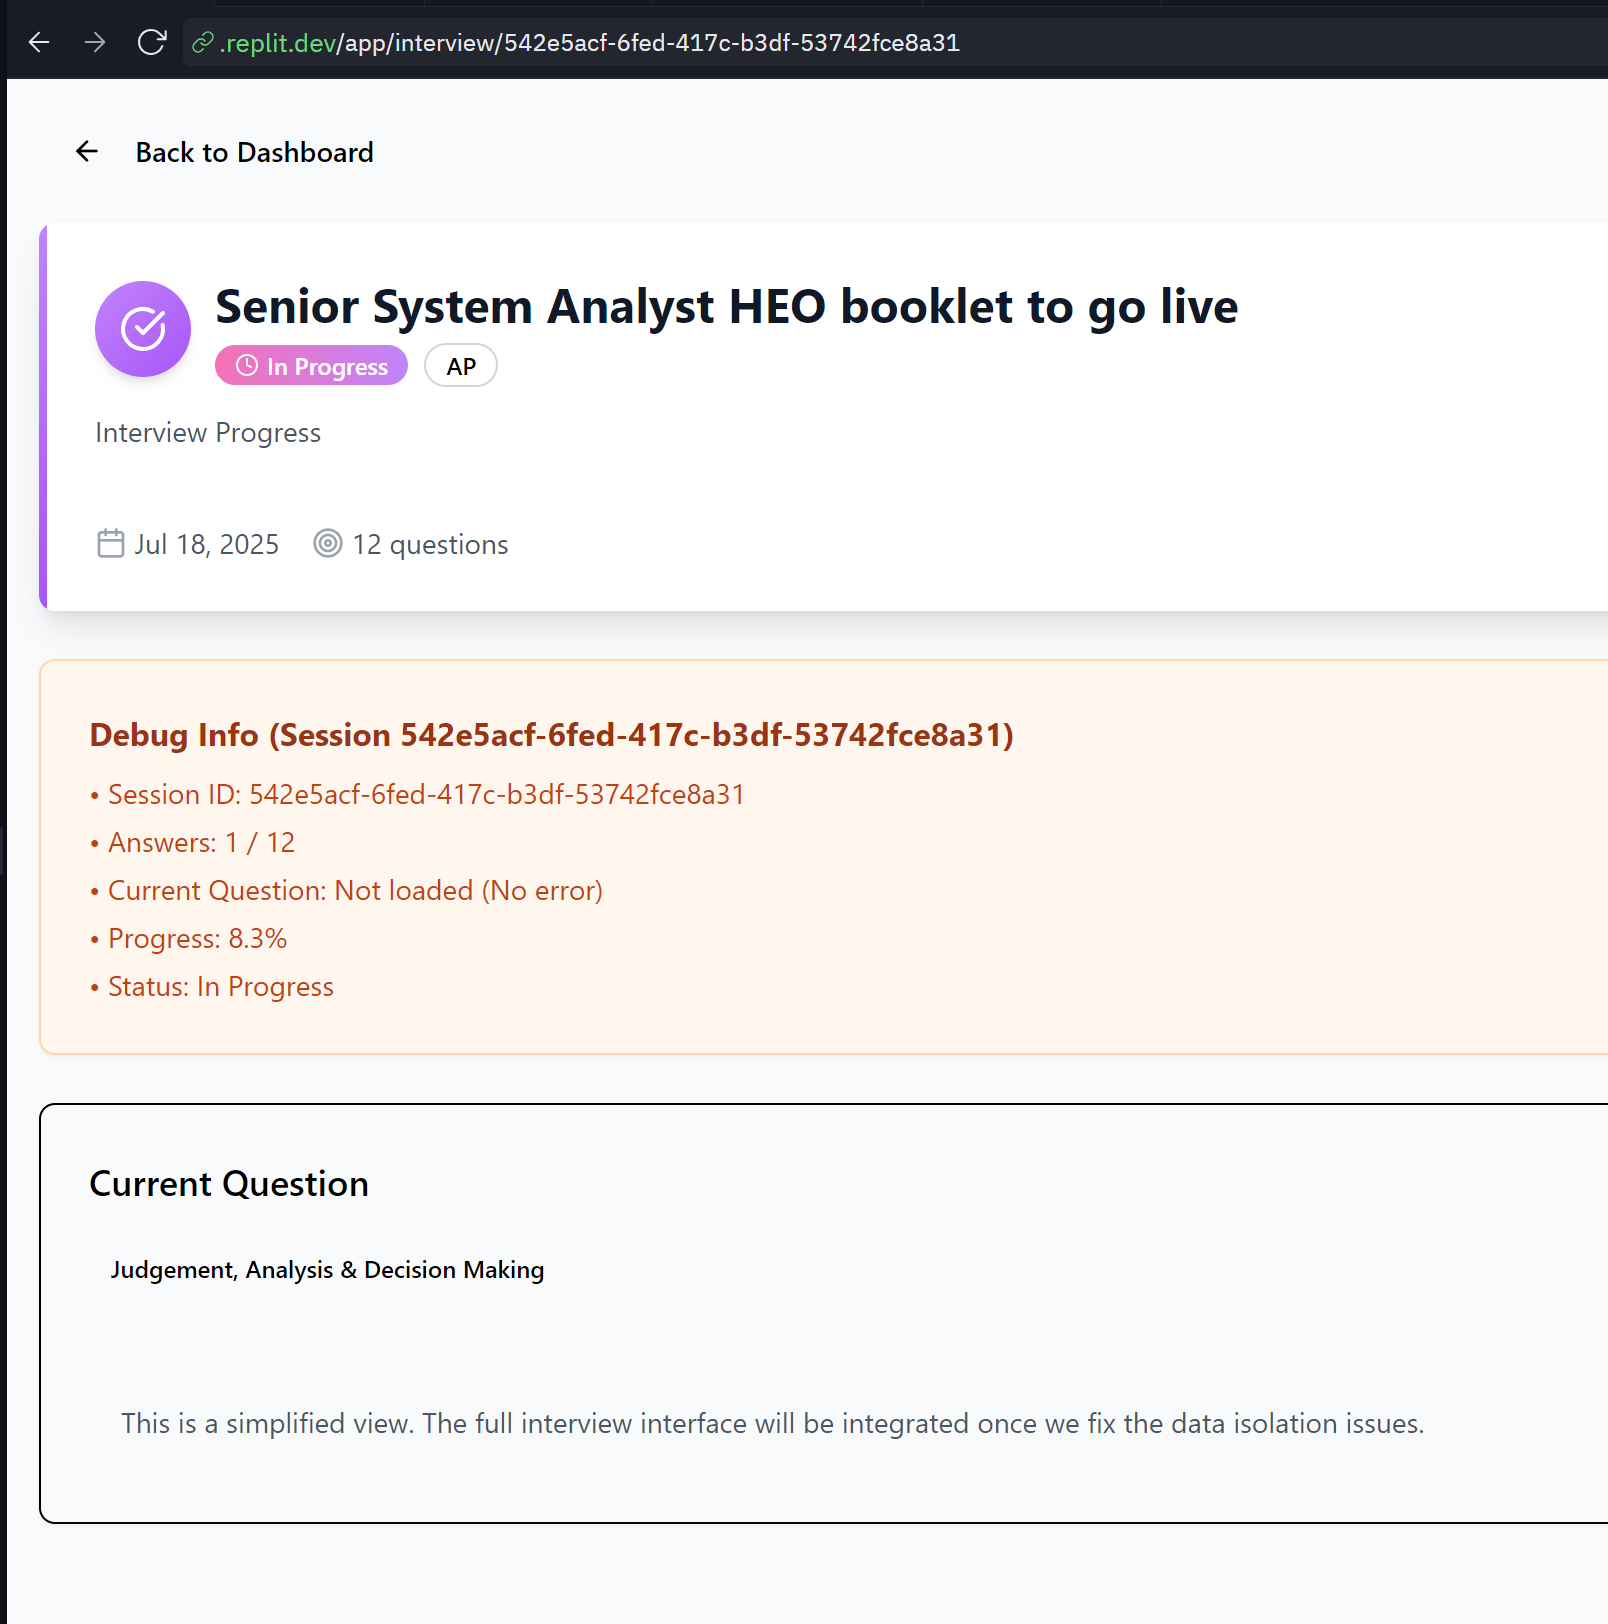 .replit.dev/app/interview/542e5acf-6fed-417c-b3df-53742fce8a31
Back to Dashboard
Senior System Analyst HEO booklet to go live
In Progress AP
Interview Progress
Jul 18, 2025 12 questions
Debug Info (Session 542e5acf-6fed-417c-b3df-53742fce8a31)
• Session ID: 542e5acf-6fed-417c-b3df-53742fce8a31
• Answers: 1 / 12
• Current Question: Not loaded (No error)
• Progress: 8.3%
• Status: In Progress
Current Question
Judgement, Analysis & Decision Making
This is a simplified view. The full interview interface will be integrated once we fix the data isolation issues.